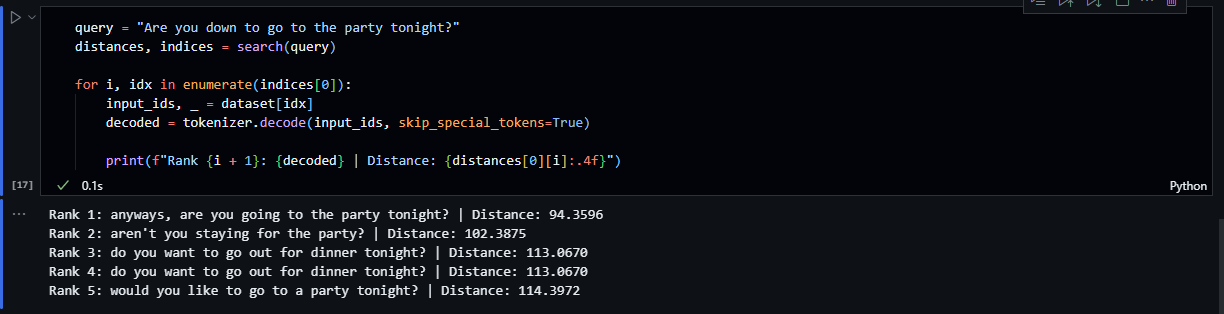 query = "Are you down to go to the party tonight?"
distances, indices = search(query)
for i, idx in enumerate(indices[0]):
    input_ids, _ = dataset[idx]
    decoded = tokenizer.decode(input_ids, skip_special_tokens=True)
    print(f"Rank {i + 1}: {decoded} | Distance: {distances[0][i]:.4f}")
[17] 0.1s Python
Rank 1: anyways, are you going to the party tonight? | Distance: 94.3596
Rank 2: aren't you staying for the party? | Distance: 102.3875
Rank 3: do you want to go out for dinner tonight? | Distance: 113.0670
Rank 4: do you want to go out for dinner tonight? | Distance: 113.0670
Rank 5: would you like to go to a party tonight? | Distance: 114.3972